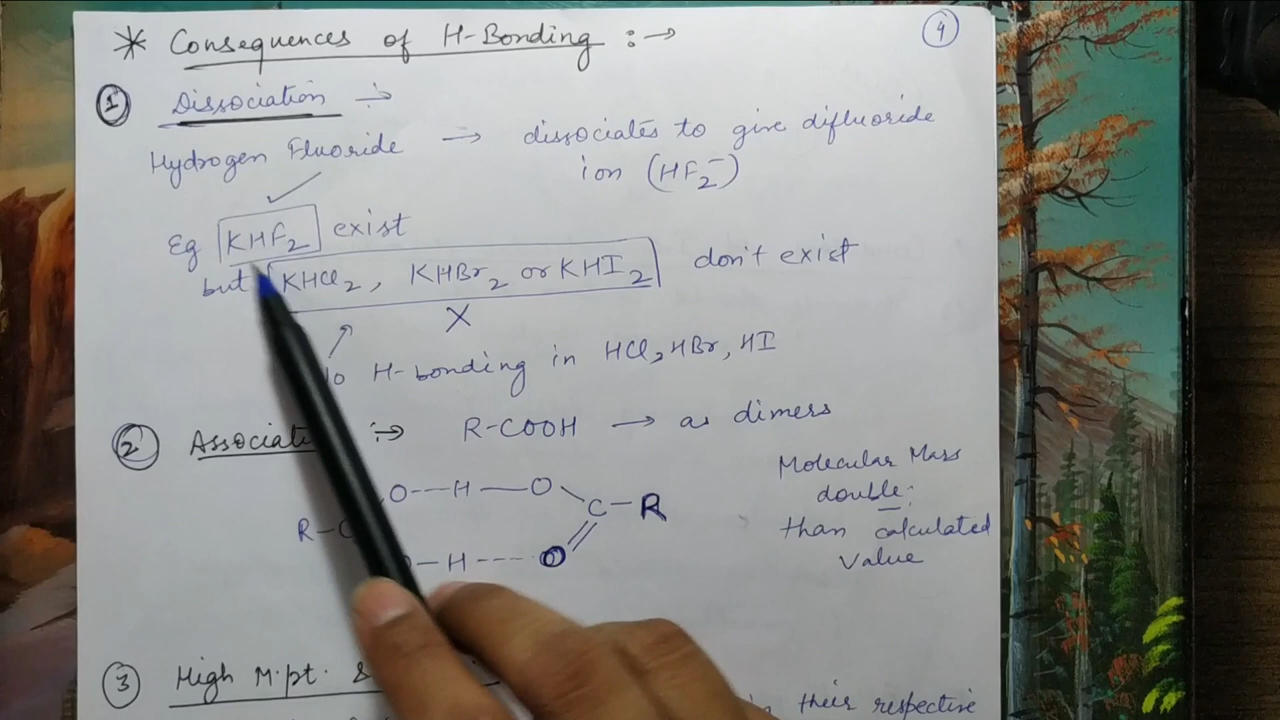 * Consequences of H-Bonding :→
4
① Dissociation →
Hydrogen Fluoride → dissociates to give difluoride
ion (HF₂⁻)
Eg KHF₂ exist
but KHCl₂, KHBr₂ or KHI₂ don't exist
X
H-bonding in HCl, HBr, HI
② :→ R-COOH → as dimers
Molecular Mass
double
than calculated
value
O---H—O
C-R
R-C
-H---O
③ High M.pt. &
their respective